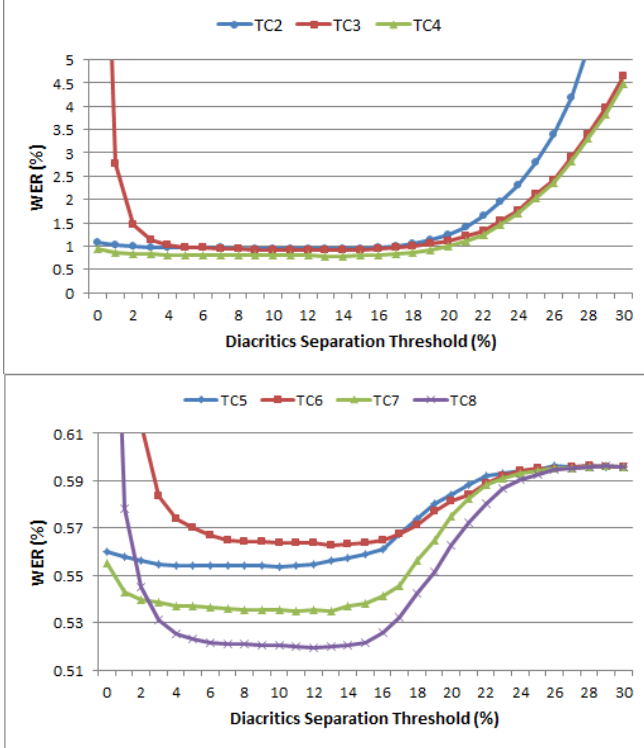 TC2 TC3 TC4
5
4.5
4
3.5
3
2.5
2
1.5
1
0.5
0
0 2 4 6 8 10 12 14 16 18 20 22 24 26 28 30
WER (%)
Diacritics Separation Threshold (%)
TC5 TC6 TC7 TC8
0.61
0.59
0.57
0.55
0.53
0.51
0 2 4 6 8 10 12 14 16 18 20 22 24 26 28 30
WER (%)
Diacritics Separation Threshold (%)